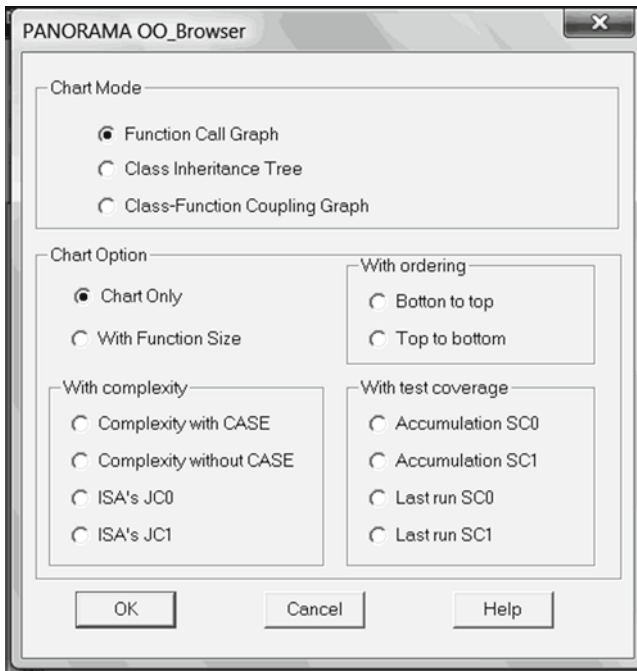 PANORAMA OO_Browser
Chart Mode
Function Call Graph
Class Inheritance Tree
Class-Function Coupling Graph
Chart Option
Chart Only
With Function Size
With ordering
Botton to top
Top to bottom
With complexity
Complexity with CASE
Complexity without CASE
ISA's JC0
ISA's JC1
With test coverage
Accumulation SC0
Accumulation SC1
Last run SC0
Last run SC1
OK
Cancel
Help